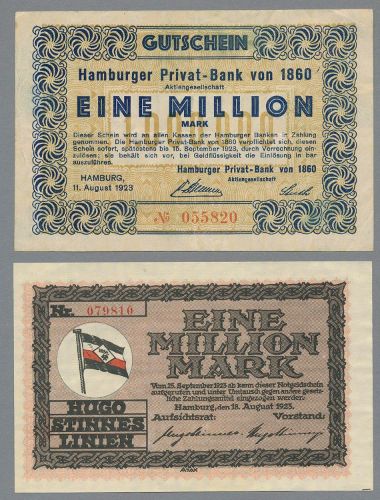 GUTSCHEIN
Hamburger Privat-Bank von 1860
Aktiengesellschaft
EINE MILLION
MARK
Dieser Schein wird an allen Kassen der Hamburger Banken in Zahlung
genommen. Die Hamburger Privat-Bank von 1860 verpflichtet sich, diesen
Schein sofort, spätestens bis 15. September 1923, durch Verrechnung ein-
zulösen; sie behält sich vor, bei Geldflüssigkeit die Einlösung in bar
auszuführen.
HAMBURG,
11. August 1923
Hamburger Privat-Bank von 1860
Aktiengesellschaft
№ 055820
Nr. 079810
EINE
MILLION
MARK
Vom 15. September 1923 ab kann dieser Notgeldschein
aufgerufen und unter Umtausch gegen andere gesetz-
liche Zahlungsmittel eingezogen werden.
Hamburg, den 18. August 1923.
Aufsichtsrat: Vorstand:
HUGO
STINNES
LINIEN